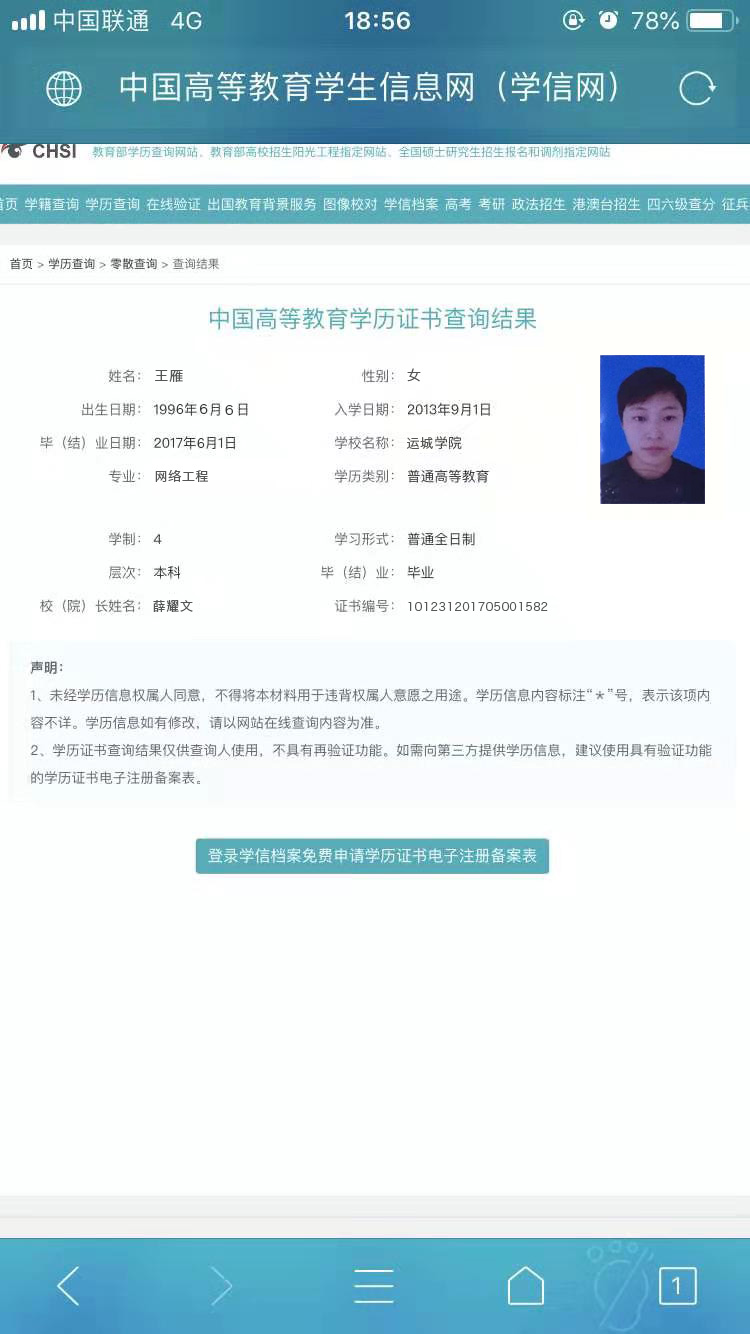 中国联通 4G 18:56 78%
中国高等教育学生信息网（学信网）
CHSI 教育部学历查询网站、教育部高校招生阳光工程指定网站、全国硕士研究生招生报名和调剂指定网站
首页 学籍查询 学历查询 在线验证 出国教育背景服务 图像校对 学信档案 高考 考研 政法招生 港澳台招生 四六级查分 征兵
首页 > 学历查询 > 零散查询 > 查询结果
中国高等教育学历证书查询结果
姓名： 王雁 性别： 女
出生日期： 1996年6月6日 入学日期： 2013年9月1日
毕（结）业日期： 2017年6月1日 学校名称： 运城学院
专业： 网络工程 学历类别： 普通高等教育
学制： 4 学习形式： 普通全日制
层次： 本科 毕（结）业： 毕业
校（院）长姓名： 薛耀文 证书编号： 101231201705001582
声明：
1、未经学历信息权属人同意，不得将本材料用于违背权属人意愿之用途。学历信息内容标注“*”号，表示该项内
容不详。学历信息如有修改，请以网站在线查询内容为准。
2、学历证书查询结果仅供查询人使用，不具有再验证功能。如需向第三方提供学历信息，建议使用具有验证功能
的学历证书电子注册备案表。
登录学信档案免费申请学历证书电子注册备案表
1